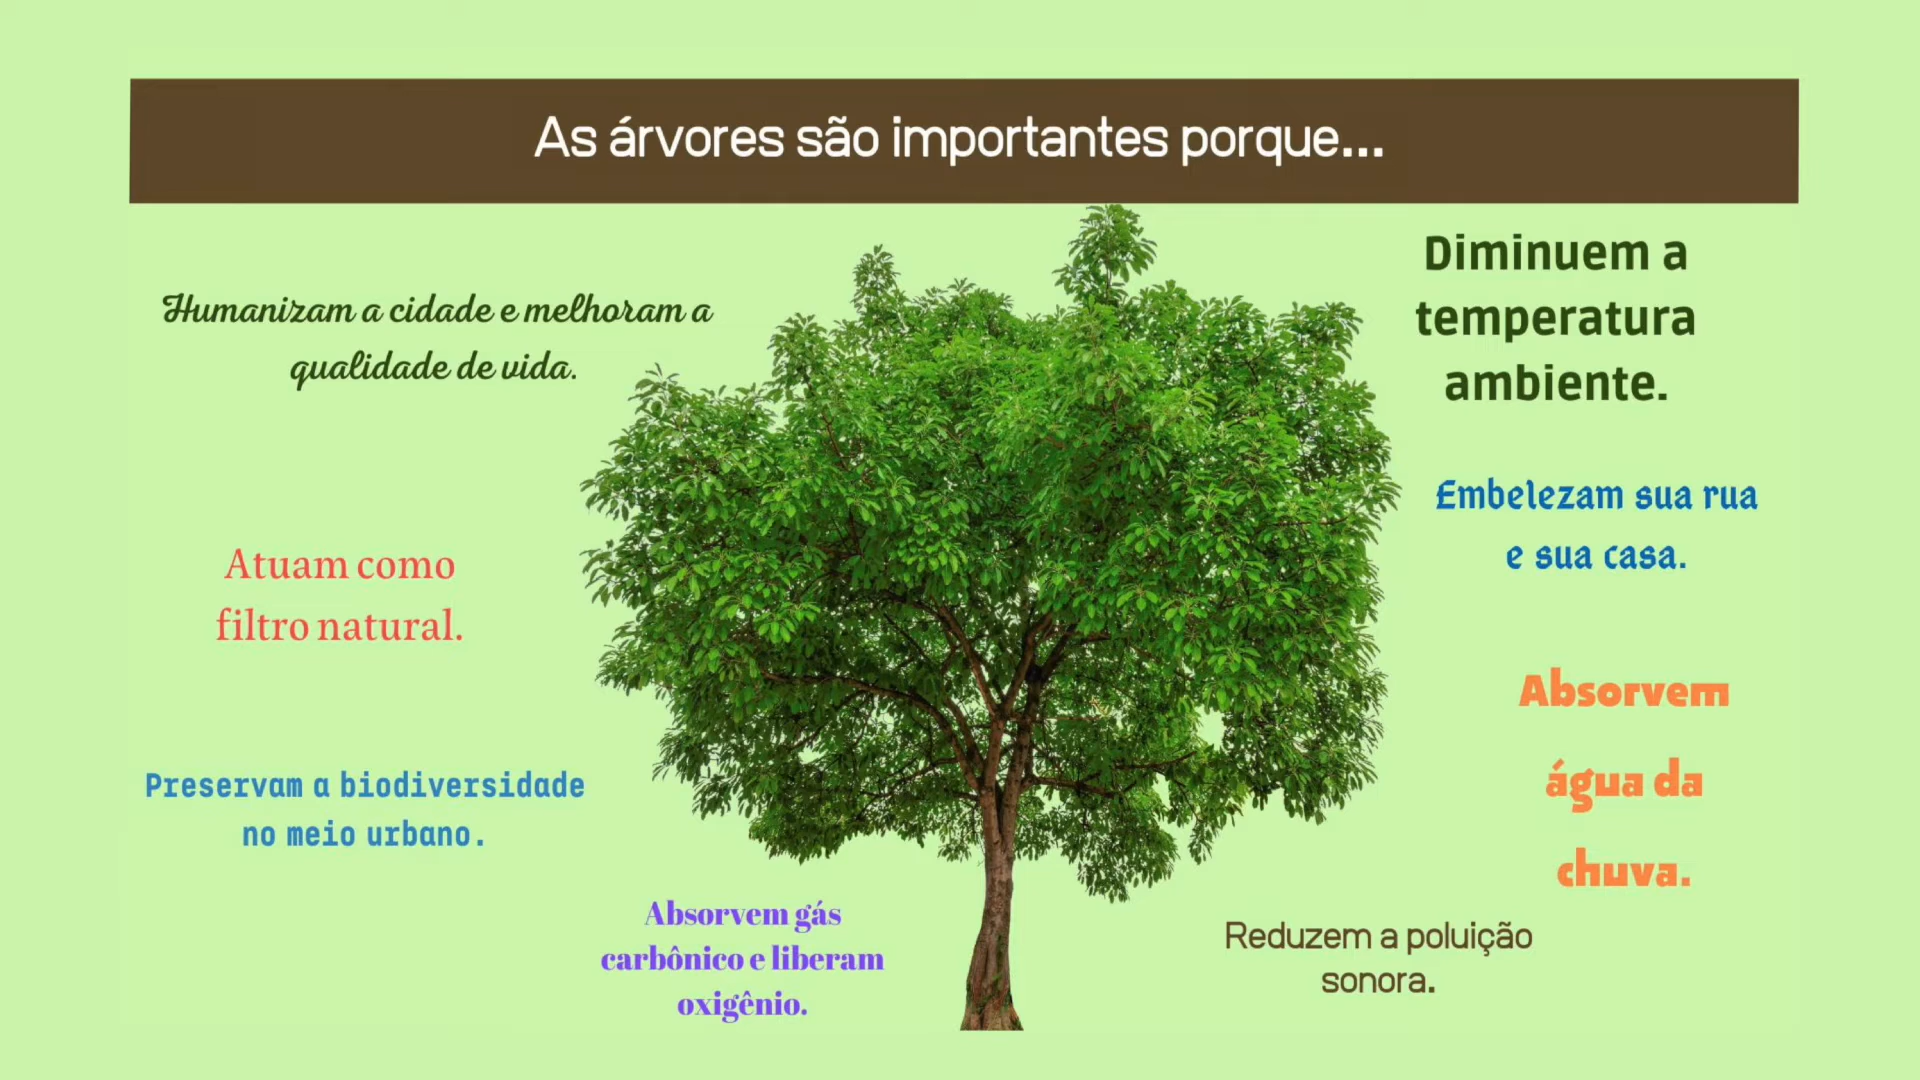 As árvores são importantes porque...
Humanizam a cidade e melhoram a
qualidade de vida.
Diminuem a
temperatura
ambiente.
Embelezam sua rua
e sua casa.
Atuam como
filtro natural.
Absorvem
água da
chuva.
Preservam a biodiversidade
no meio urbano.
Absorvem gás
carbônico e liberam
oxigênio.
Reduzem a poluição
sonora.